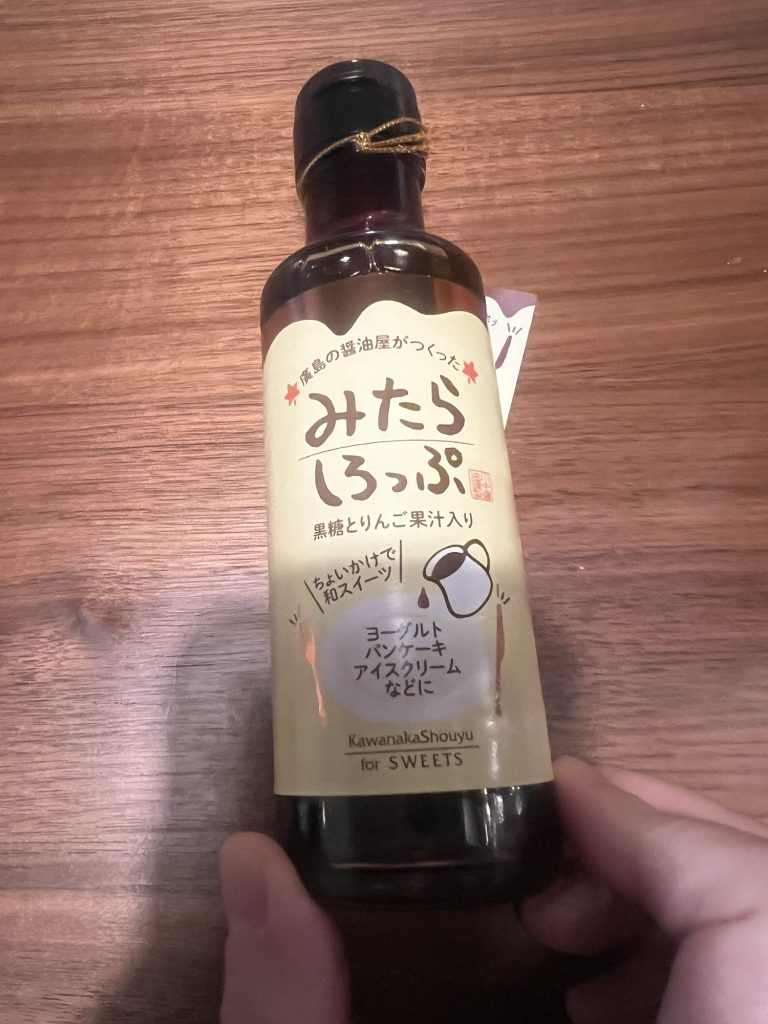 廣島の醤油屋がつくった
みたら
しろっぷ
黒糖とりんご果汁入り
ちょいかけで
和スイーツ
ヨーグルト
パンケーキ
アイスクリーム
などに
KawanakaShouyu
for SWEETS